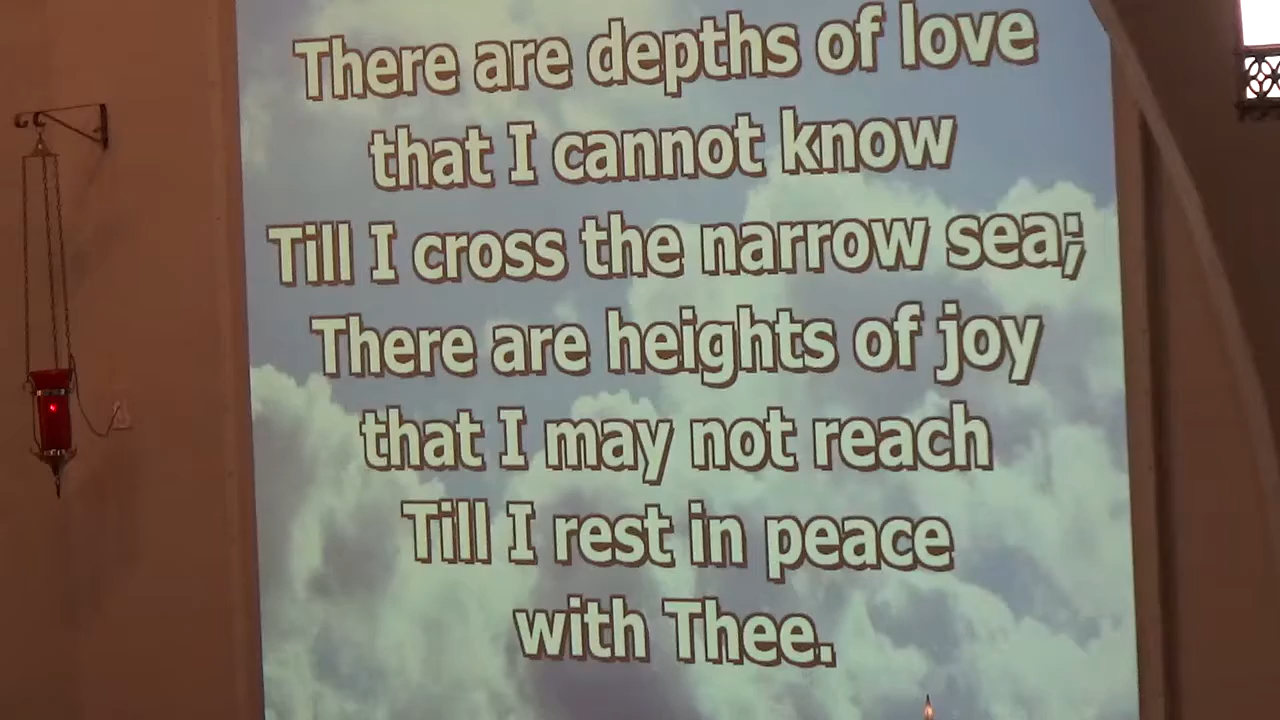 There are depths of love
that I cannot know
Till I cross the narrow sea;
There are heights of joy
that I may not reach
Till I rest in peace
with Thee.